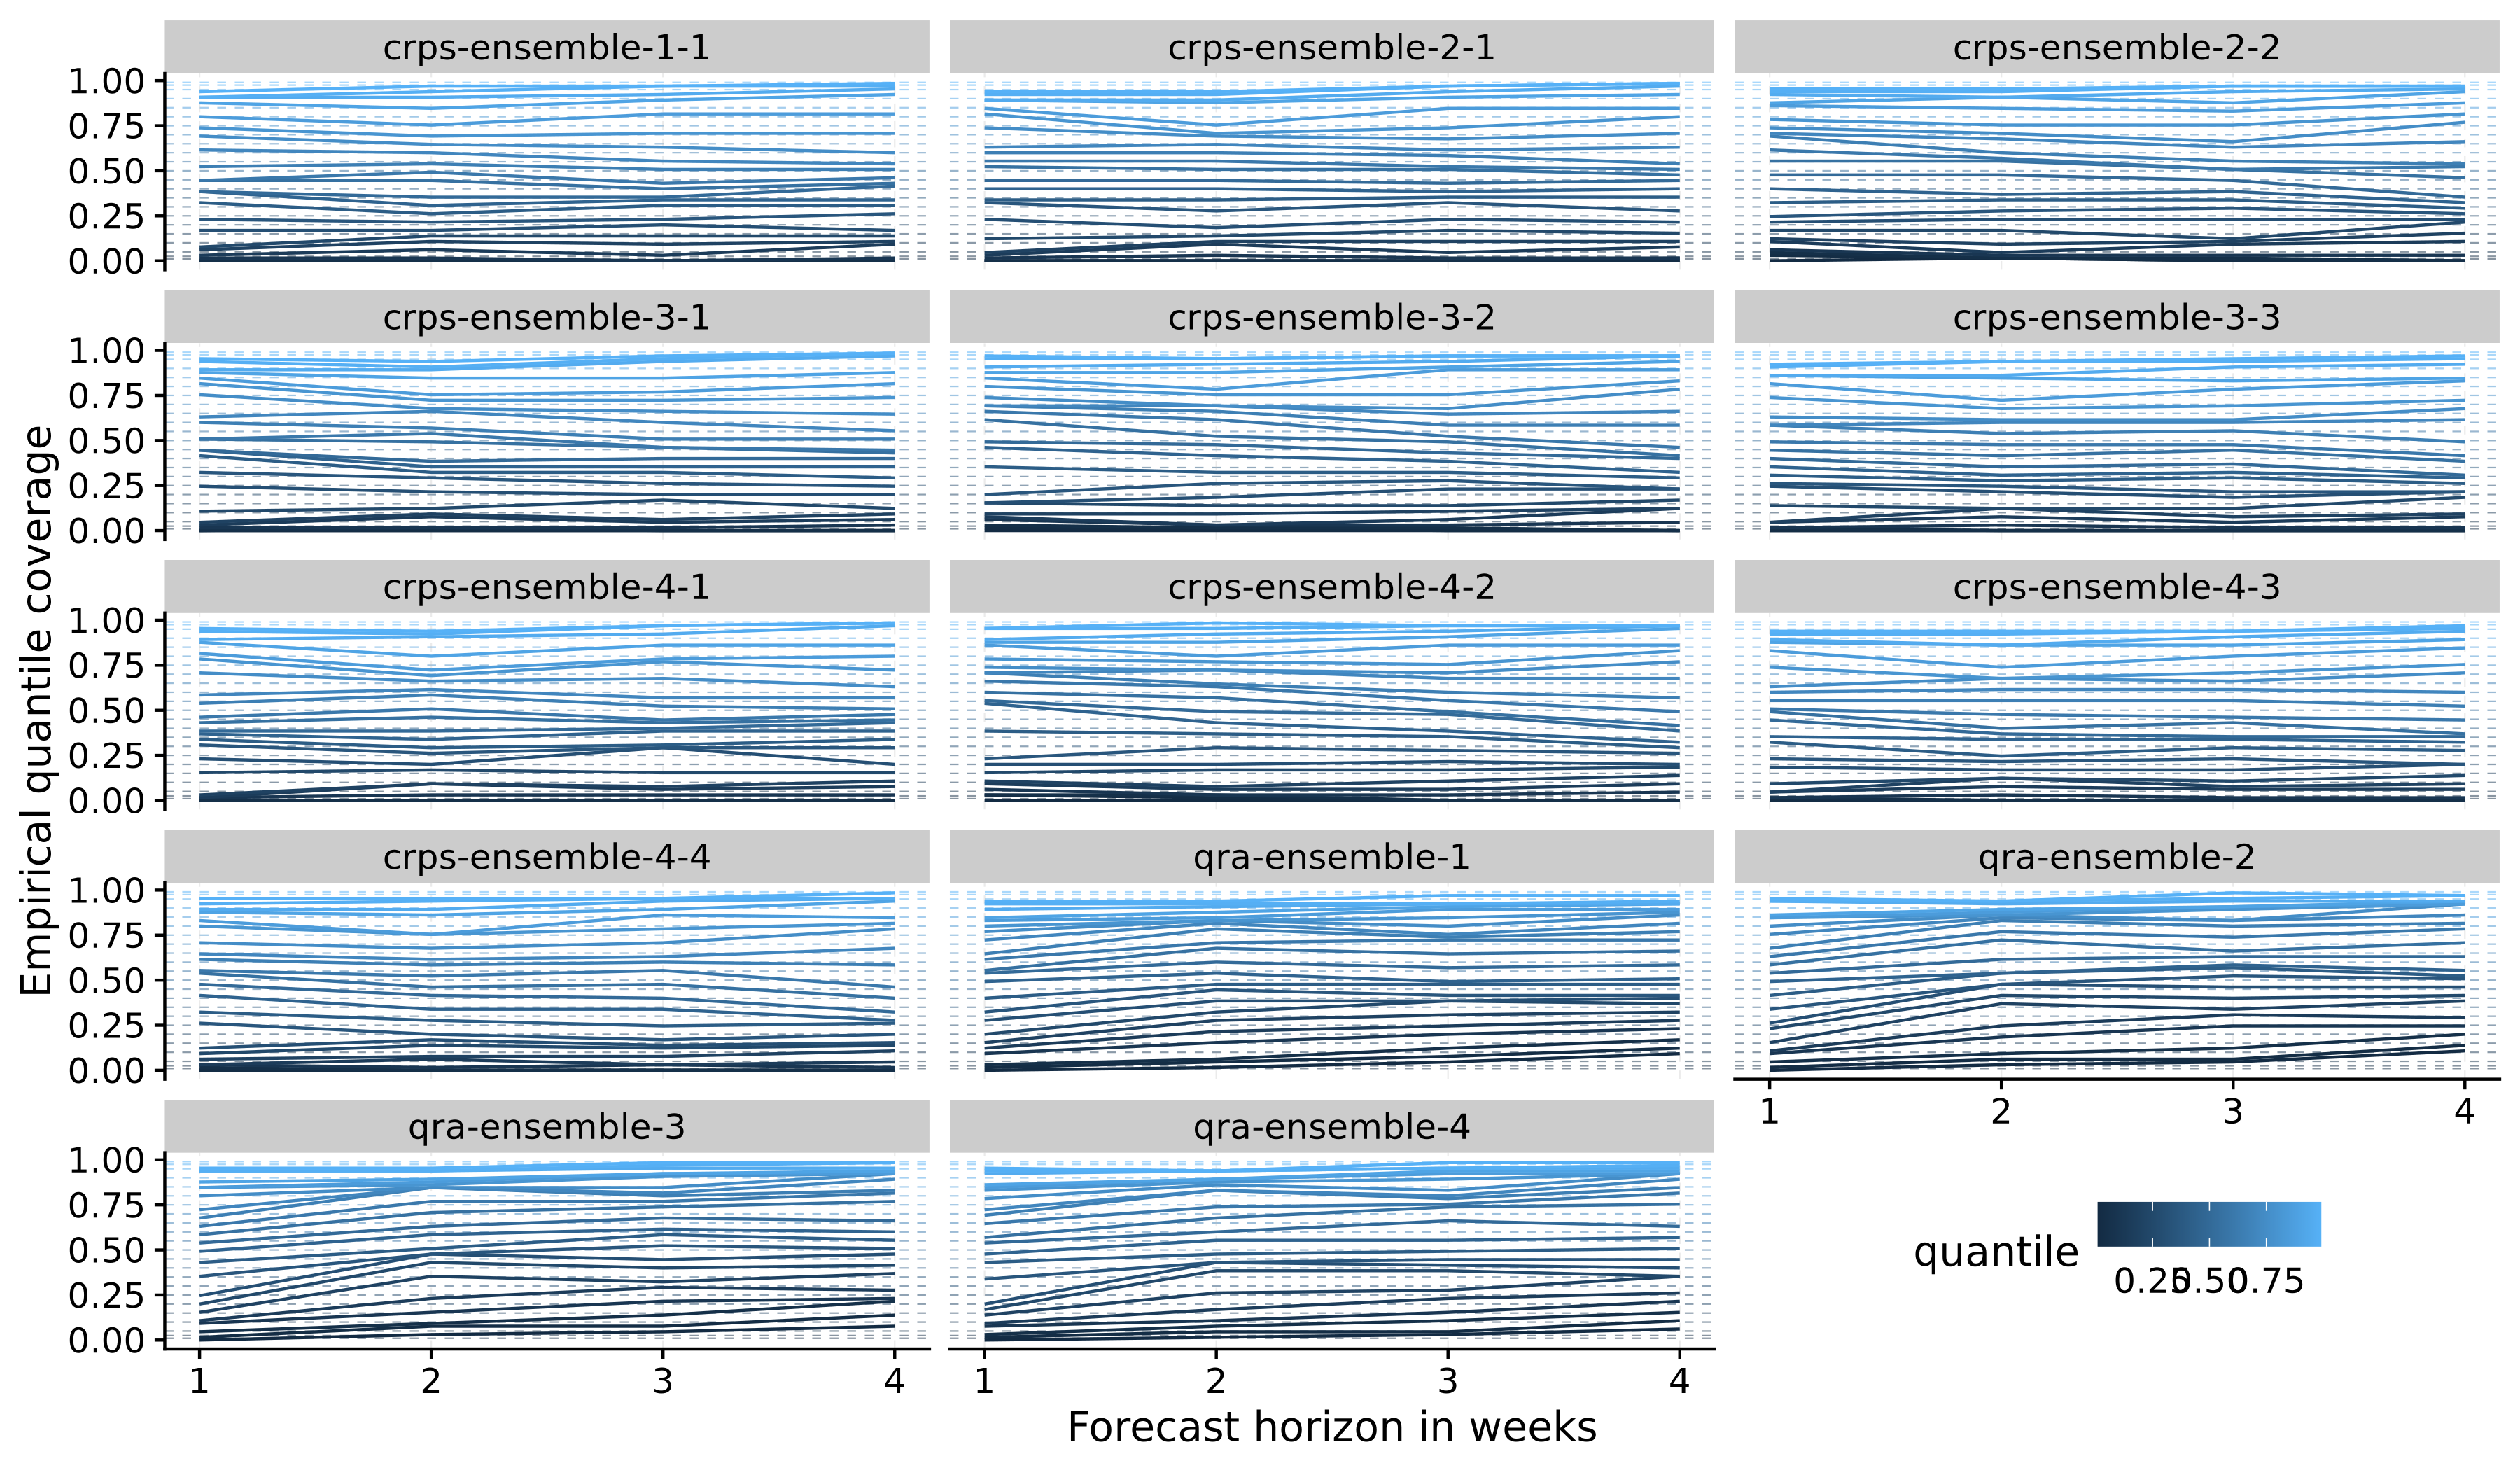 crps-ensemble-1-1 crps-ensemble-2-1 crps-ensemble-2-2
1.00
0.75
0.50
0.25
0.00
crps-ensemble-3-1 crps-ensemble-3-2 crps-ensemble-3-3
1.00
0.75
0.50
0.25
0.00
Empirical quantile coverage
crps-ensemble-4-1 crps-ensemble-4-2 crps-ensemble-4-3
1.00
0.75
0.50
0.25
0.00
crps-ensemble-4-4 qra-ensemble-1 qra-ensemble-2
1.00
0.75
0.50
0.25
0.00
1 2 3 4
qra-ensemble-3 qra-ensemble-4
1.00
0.75
0.50
0.25
0.00
quantile
0.25 0.50 0.75
1 2 3 4 1 2 3 4
Forecast horizon in weeks